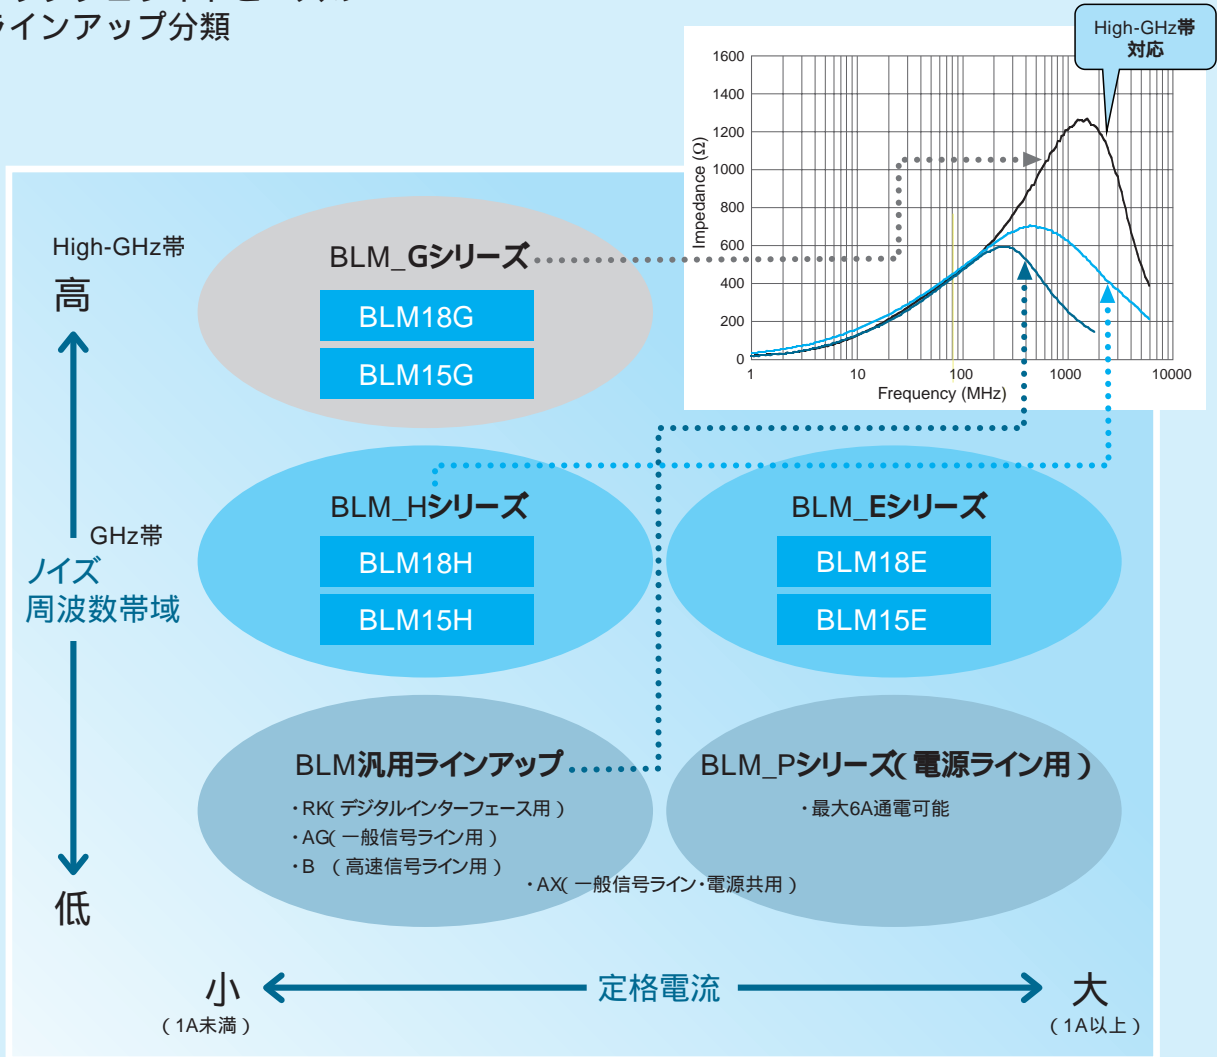 ラインアップ分類
High-GHz帯
対応
1600
1400
1200
1000
800
600
400
200
0
Impedance (Ω)
1
10
100
1000
10000
Frequency (MHz)
High-GHz帯
高
BLM_Gシリーズ
BLM18G
BLM15G
GHz帯
ノイズ
周波数帯域
BLM_Hシリーズ
BLM18H
BLM15H
BLM_Eシリーズ
BLM18E
BLM15E
BLM汎用ラインアップ
・RK(デジタルインターフェース用)
・AG(一般信号ライン用)
・B (高速信号ライン用)
・AX(一般信号ライン・電源共用)
BLM_Pシリーズ(電源ライン用)
・最大6A通電可能
低
小
(1A未満)
定格電流
大
(1A以上)